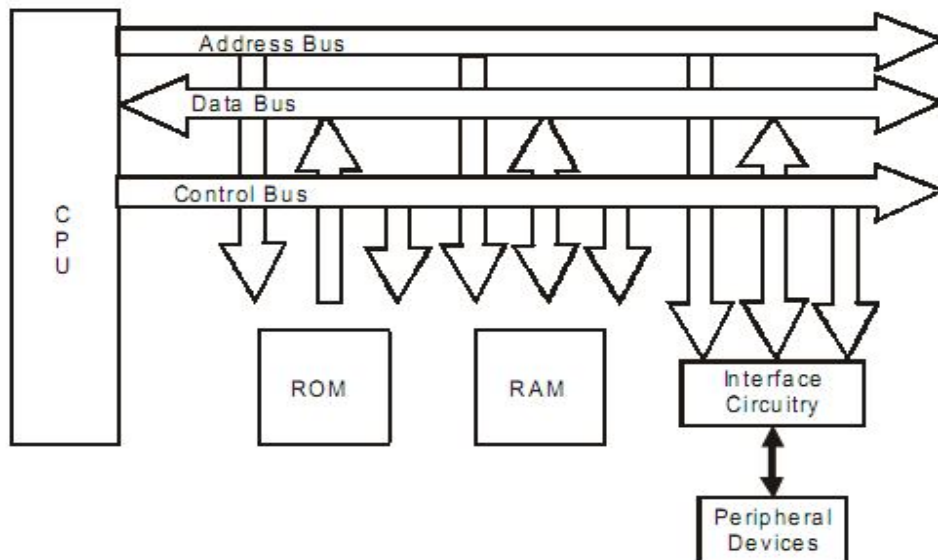 Address Bus
Data Bus
Control Bus
C
P
U
ROM
RAM
Interface
Circuitry
Peripheral
Devices